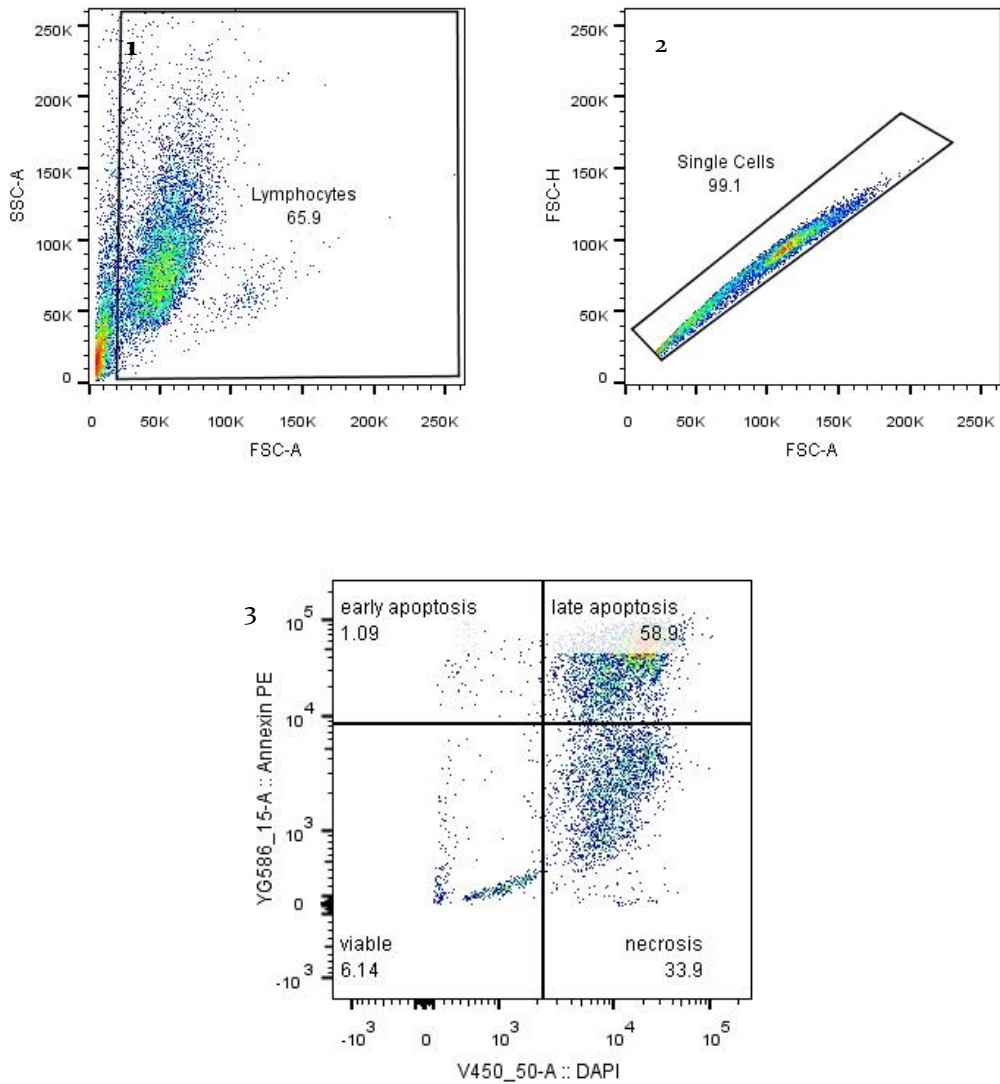 1
250K
200K
150K
100K
50K
0
SSC-A
Lymphocytes
65.9
0
50K
100K
150K
200K
250K
FSC-A
2
250K
200K
150K
100K
50K
0
FSC-H
Single Cells
99.1
0
50K
100K
150K
200K
250K
FSC-A
3
10^5
10^4
10^3
0
-10^3
YG586_15-A :: Annexin PE
early apoptosis
1.09
late apoptosis
58.9
viable
6.14
necrosis
33.9
-10^3
0
10^3
10^4
10^5
V450_50-A :: DAPI